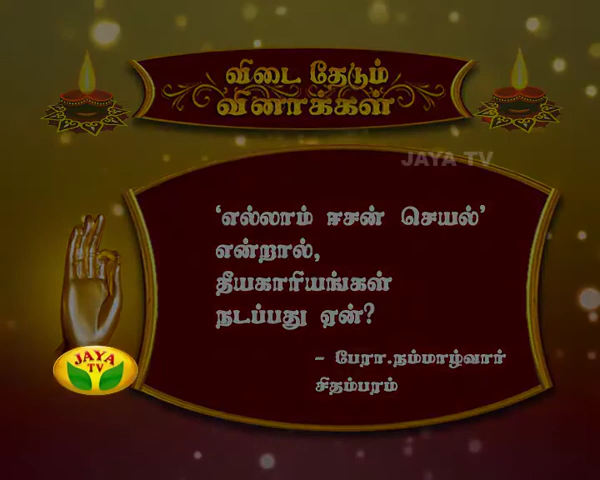 விடை தேடும்
வினாக்கள்
JAYA TV
‘எல்லாம் ஈசன் செயல்’
என்றால்,
தீயகாரியங்கள்
நடப்பது ஏன்?
– பேரா.நம்மாழ்வார்
சிதம்பரம்
JAYA
TV